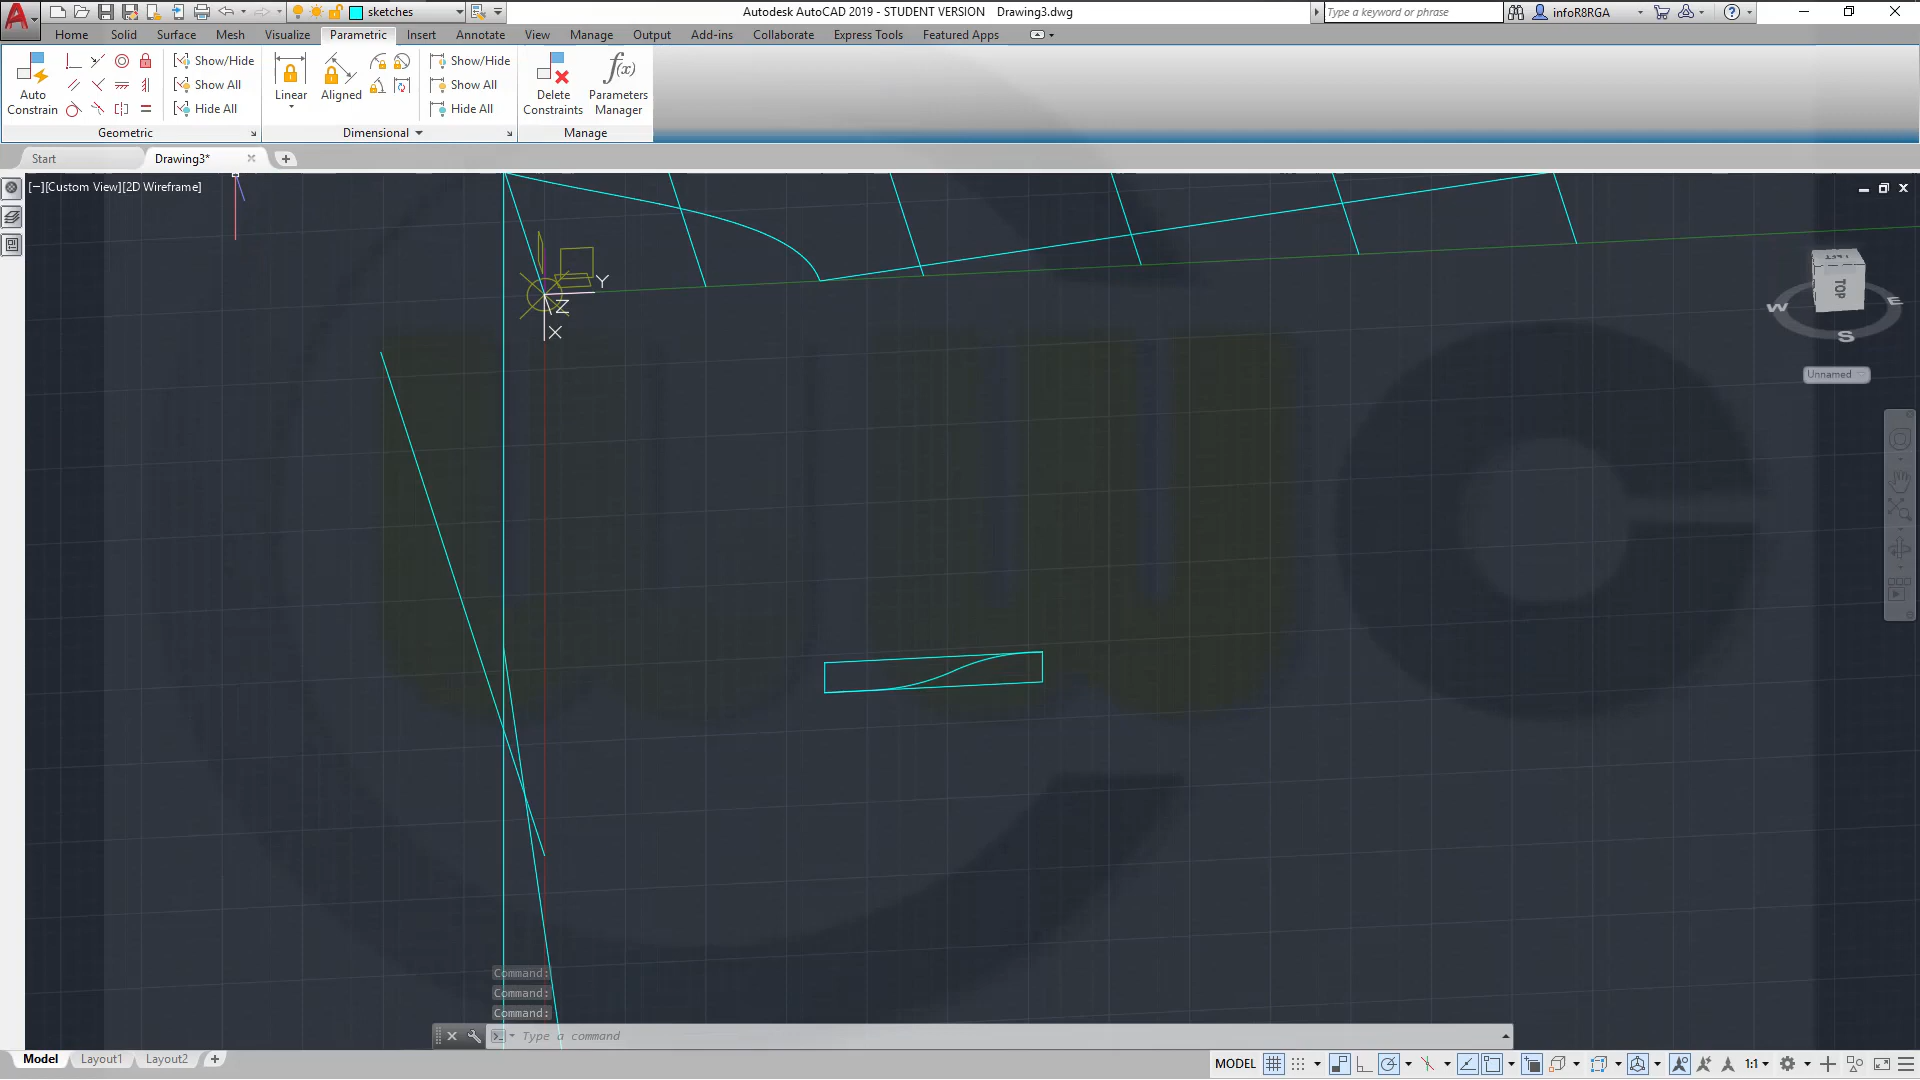 sketches
Autodesk AutoCAD 2019 - STUDENT VERSION Drawing3.dwg
Type a keyword or phrase
infoR8RGA
Home Solid Surface Mesh Visualize Parametric Insert Annotate View Manage Output Add-ins Collaborate Express Tools Featured Apps
Auto Constrain
Show/Hide
Show All
Hide All
Geometric
Linear
Aligned
Show/Hide
Show All
Hide All
Dimensional
Delete Constraints
f(x)
Parameters Manager
Manage
Start
Drawing3*
[−][Custom View][2D Wireframe]
Y
Z
X
LEFT
TOP
W
E
S
Unnamed
Command:
Command:
Command:
Type a command
Model Layout1 Layout2
MODEL
1:1